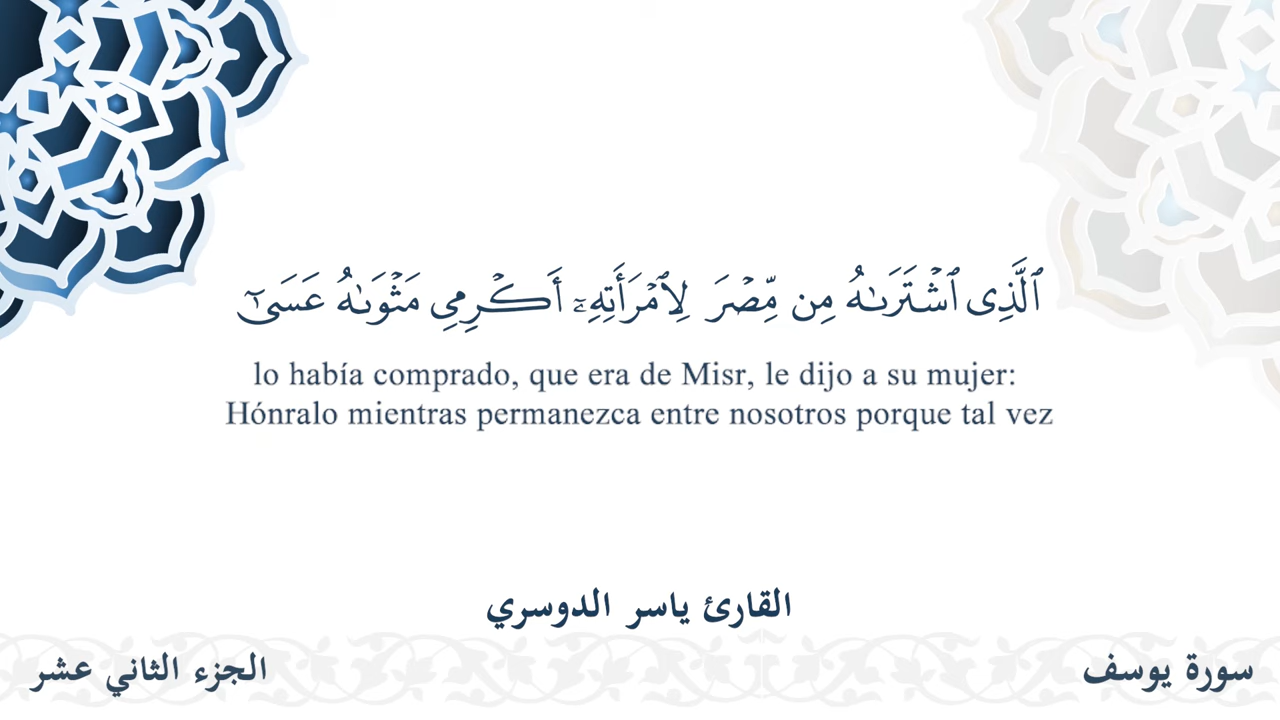 ٱلَّذِى ٱشْتَرَىٰهُ مِن مِّصْرَ لِٱمْرَأَتِهِۦٓ أَكْرِمِى مَثْوَىٰهُ عَسَىٰٓ
lo había comprado, que era de Misr, le dijo a su mujer:
Hónralo mientras permanezca entre nosotros porque tal vez
القارئ ياسر الدوسري
سورة يوسف
الجزء الثاني عشر